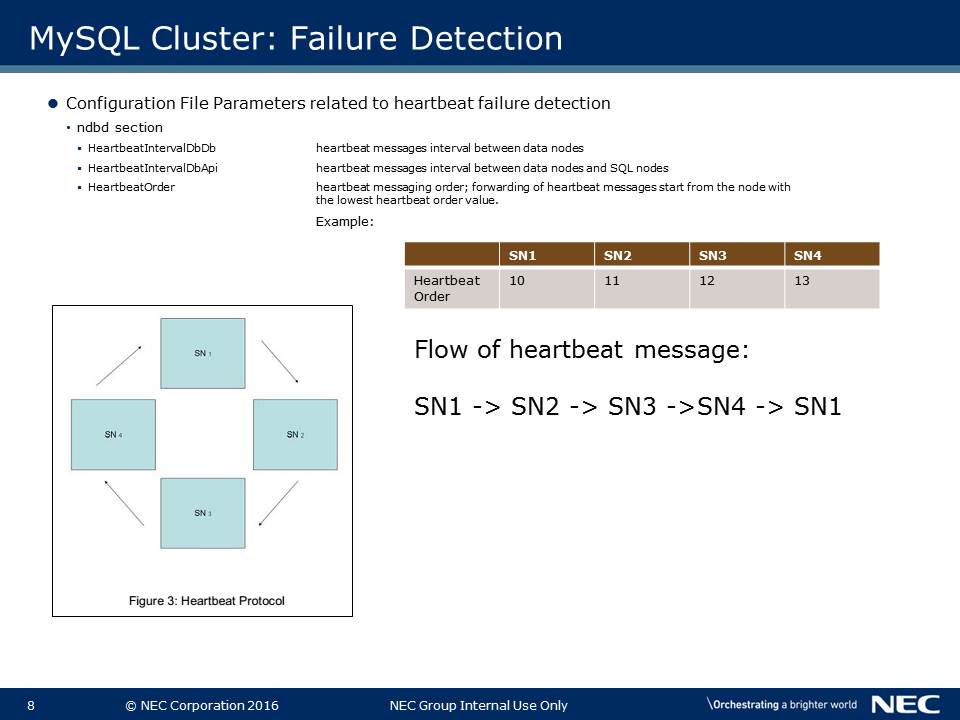 MySQL Cluster: Failure Detection
Configuration File Parameters related to heartbeat failure detection
ndbd section
HeartbeatIntervalDbDb heartbeat messages interval between data nodes
HeartbeatIntervalDbApi heartbeat messages interval between data nodes and SQL nodes
HeartbeatOrder heartbeat messaging order; forwarding of heartbeat messages start from the node with
the lowest heartbeat order value.
Example:
SN1 SN2 SN3 SN4
Heartbeat 10 11 12 13
Order
Flow of heartbeat message:
SN1 -> SN2 -> SN3 ->SN4 -> SN1
SN 1
SN 4 SN 2
SN 3
Figure 3: Heartbeat Protocol
8 © NEC Corporation 2016 NEC Group Internal Use Only \Orchestrating a brighter world NEC